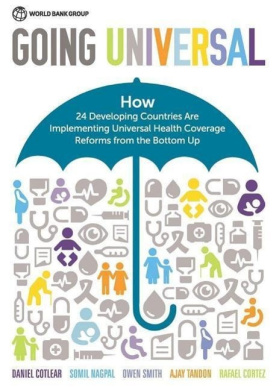 WORLD BANK GROUP
GOING UNIVERSAL
How
24 Developing Countries Are
Implementing Universal Health Coverage
Reforms from the Bottom Up
DANIEL COTLEAR SOMIL NAGPAL OWEN SMITH AJAY TANDON RAFAEL CORTEZ